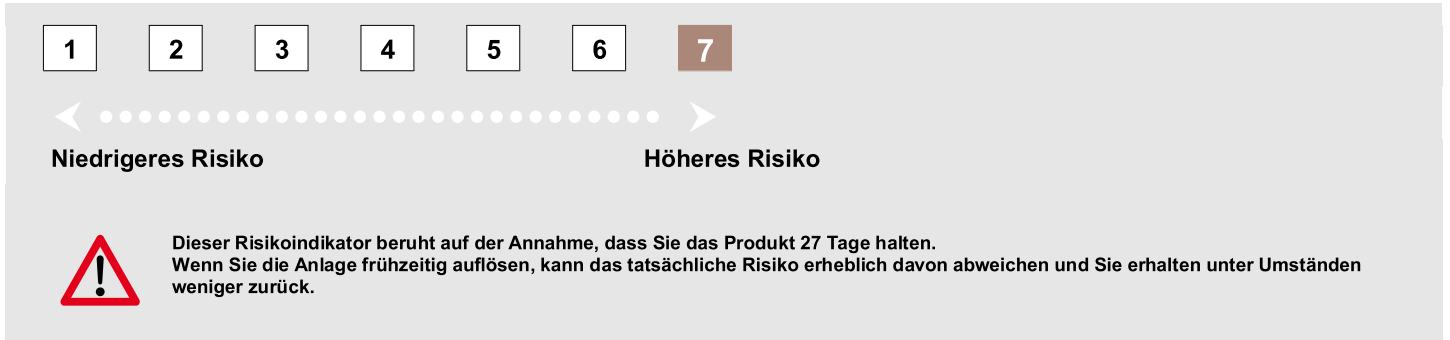 1 2 3 4 5 6 7
Niedrigeres Risiko Höheres Risiko
Dieser Risikoindikator beruht auf der Annahme, dass Sie das Produkt 27 Tage halten.
Wenn Sie die Anlage frühzeitig auflösen, kann das tatsächliche Risiko erheblich davon abweichen und Sie erhalten unter Umständen
weniger zurück.